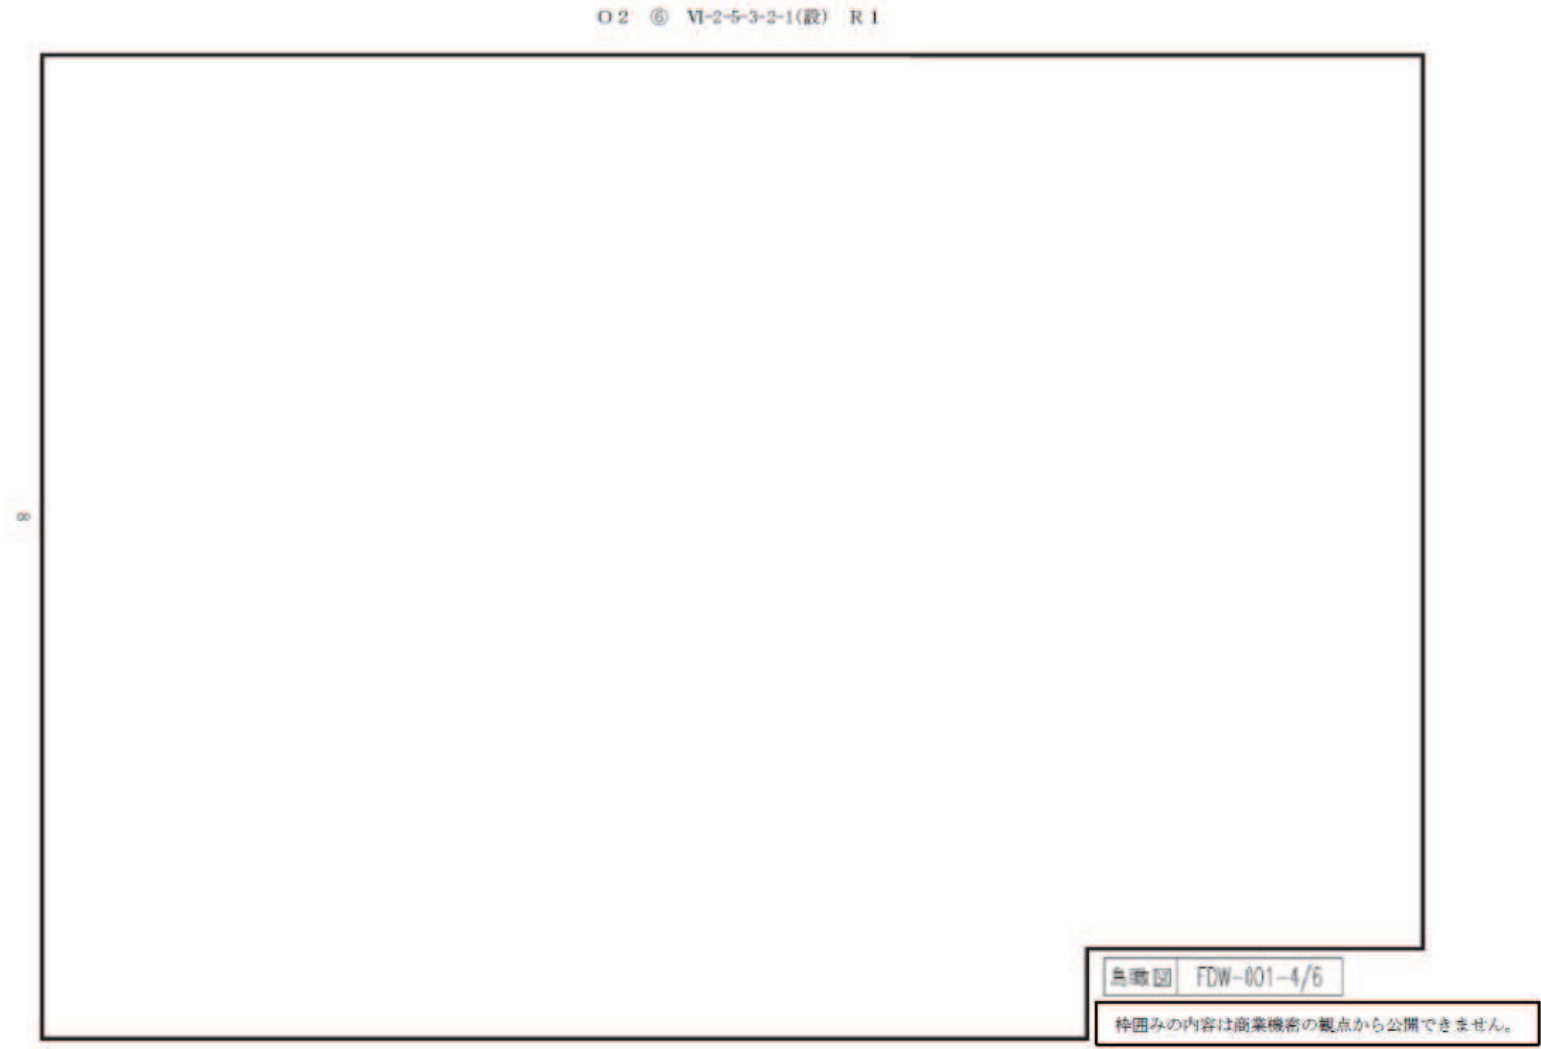 O2 ⑥ Ⅵ-2-5-3-2-1(設) R1
8
鳥瞰図 FDW-001-4/6
枠囲みの内容は商業機密の観点から公開できません。